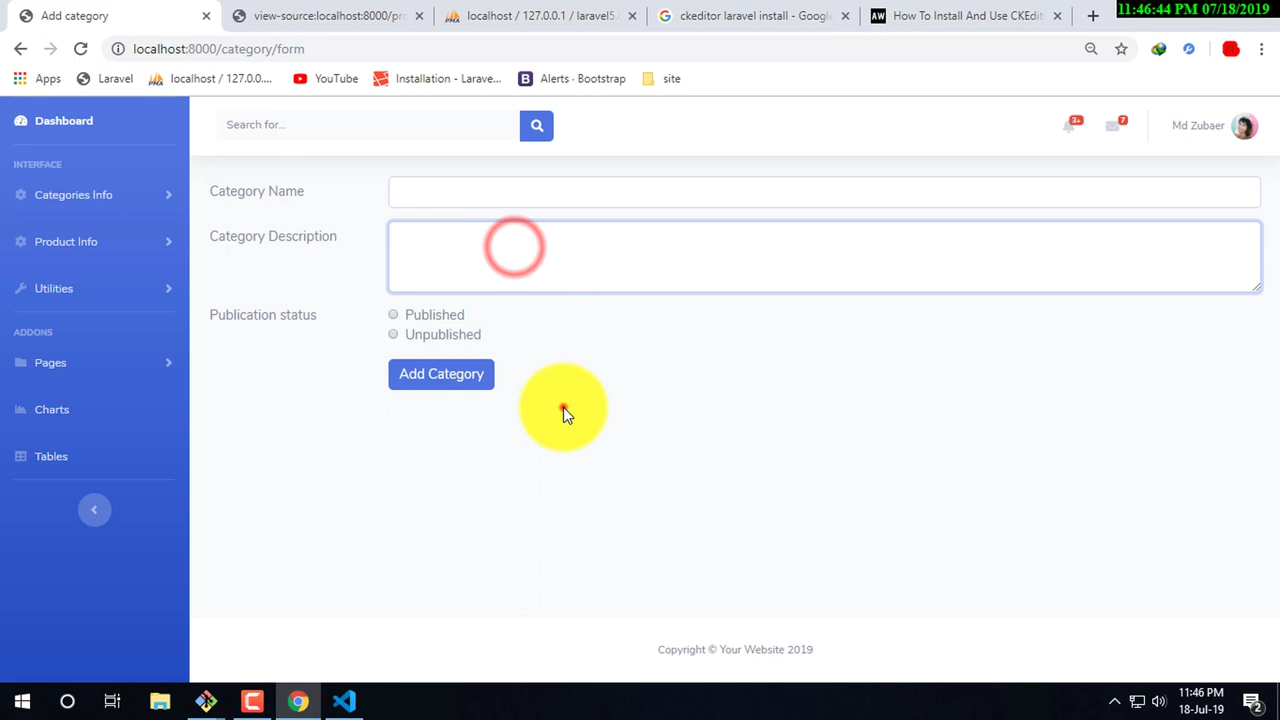 11:46:44 PM 07/18/2019
Add category
view-source:localhost:8000/pro
localhost / 127.0.0.1 / laravel5.
ckeditor laravel install - Google
How To Install And Use CKEdit
localhost:8000/category/form
Apps
Laravel
localhost / 127.0.0....
YouTube
Installation - Larave...
Alerts · Bootstrap
site
Dashboard
Search for...
3+
7
Md Zubaer
INTERFACE
Categories Info
Product Info
Utilities
ADDONS
Pages
Charts
Tables
Category Name
Category Description
Publication status
Published
Unpublished
Add Category
Copyright © Your Website 2019
11:46 PM
18-Jul-19
2